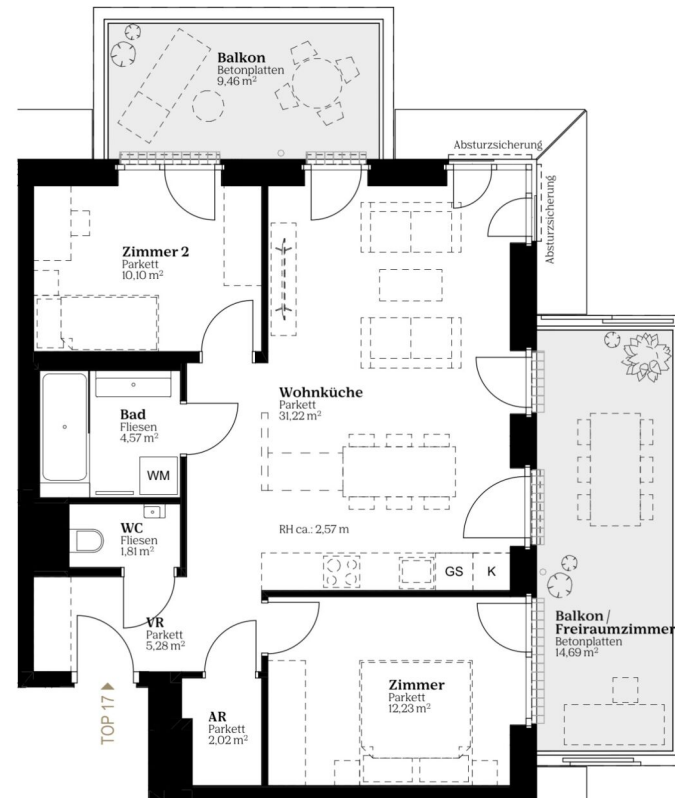 Balkon
Betonplatten
9,46 m²
Absturzsicherung
Absturzsicherung
Zimmer 2
Parkett
10,10 m²
Wohnküche
Parkett
31,22 m²
Bad
Fliesen
4,57 m²
WM
WC
Fliesen
1,81 m²
RH ca.: 2,57 m
GS
K
VR
Parkett
5,28 m²
Balkon/
Freiraumzimmer
Betonplatten
14,69 m²
TOP 17
AR
Parkett
2,02 m²
Zimmer
Parkett
12,23 m²